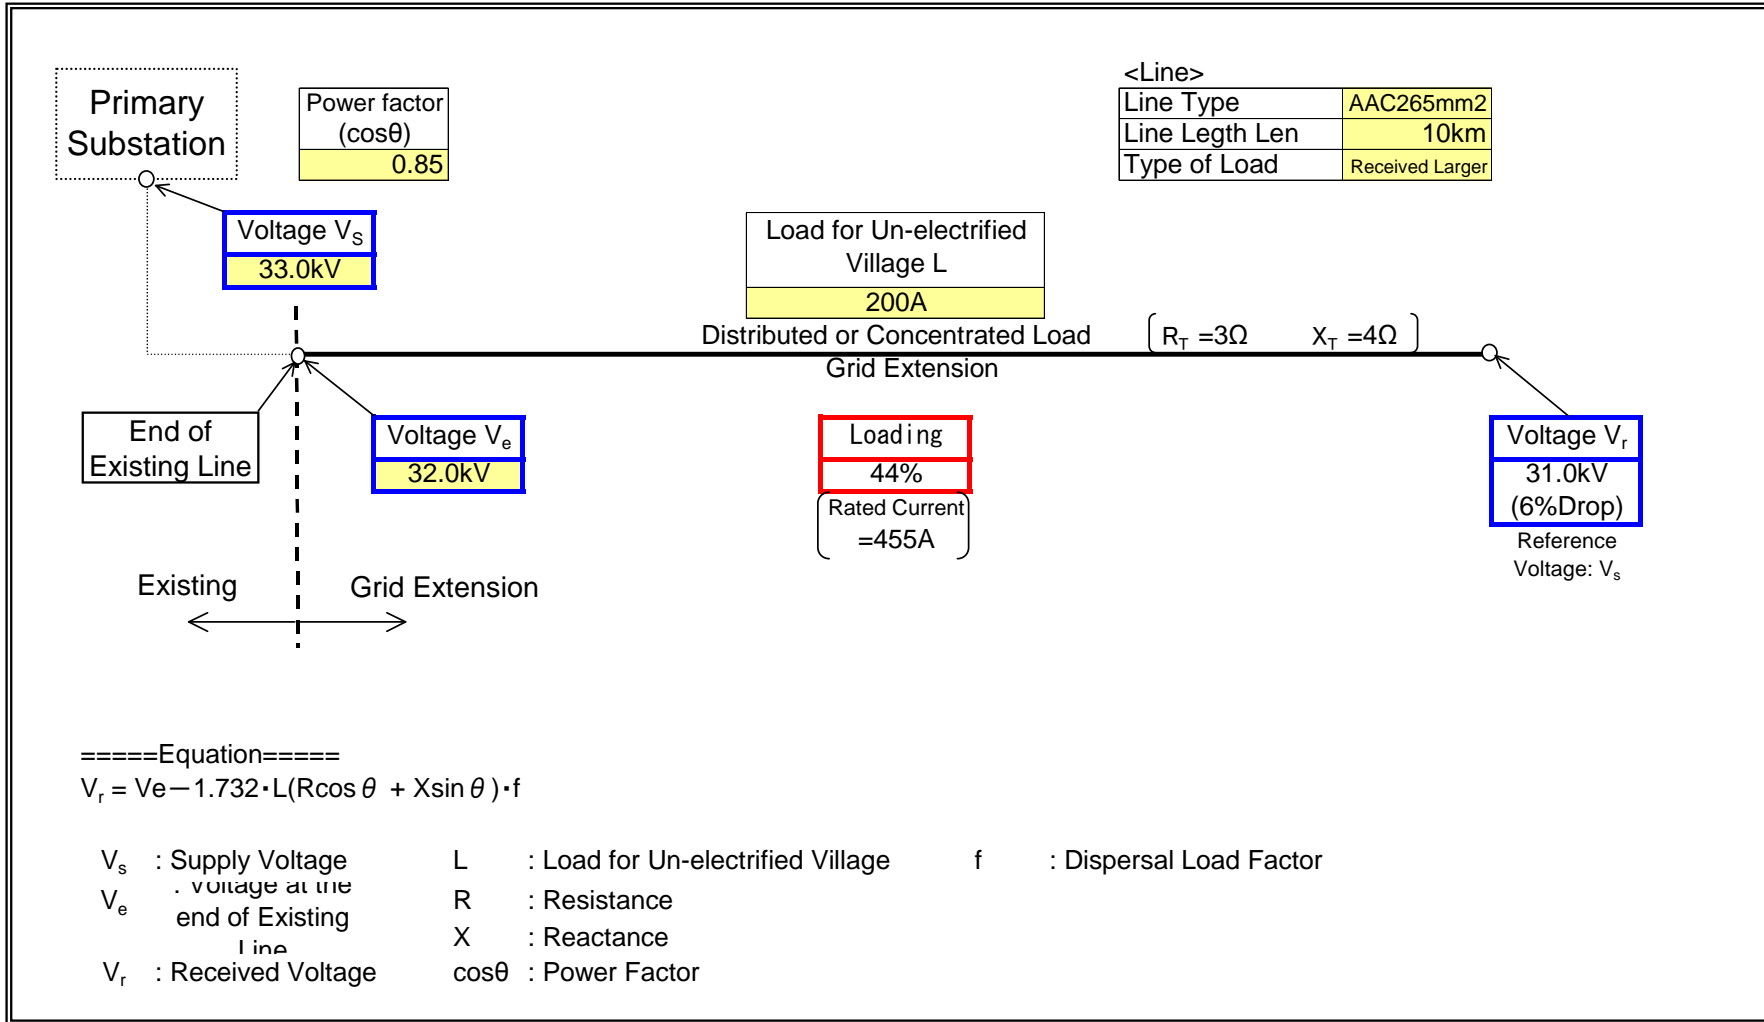 Primary
Substation
Power factor
(cosθ)
0.85
<Line>
Line Type AAC265mm2
Line Legth Len 10km
Type of Load Received Larger
Voltage VS
33.0kV
Load for Un-electrified
Village L
200A
Distributed or Concentrated Load
RT =3Ω XT =4Ω
Grid Extension
End of
Existing Line
Voltage Ve
32.0kV
Loading
44%
Rated Current
=455A
Voltage Vr
31.0kV
(6%Drop)
Reference
Voltage: Vs
Existing Grid Extension
=====Equation=====
Vr = Ve－1.732・L(Rcosθ + Xsinθ)・f
Vs : Supply Voltage L : Load for Un-electrified Village f : Dispersal Load Factor
Ve : Voltage at the
end of Existing
Line
R : Resistance
X : Reactance
Vr : Received Voltage cosθ : Power Factor